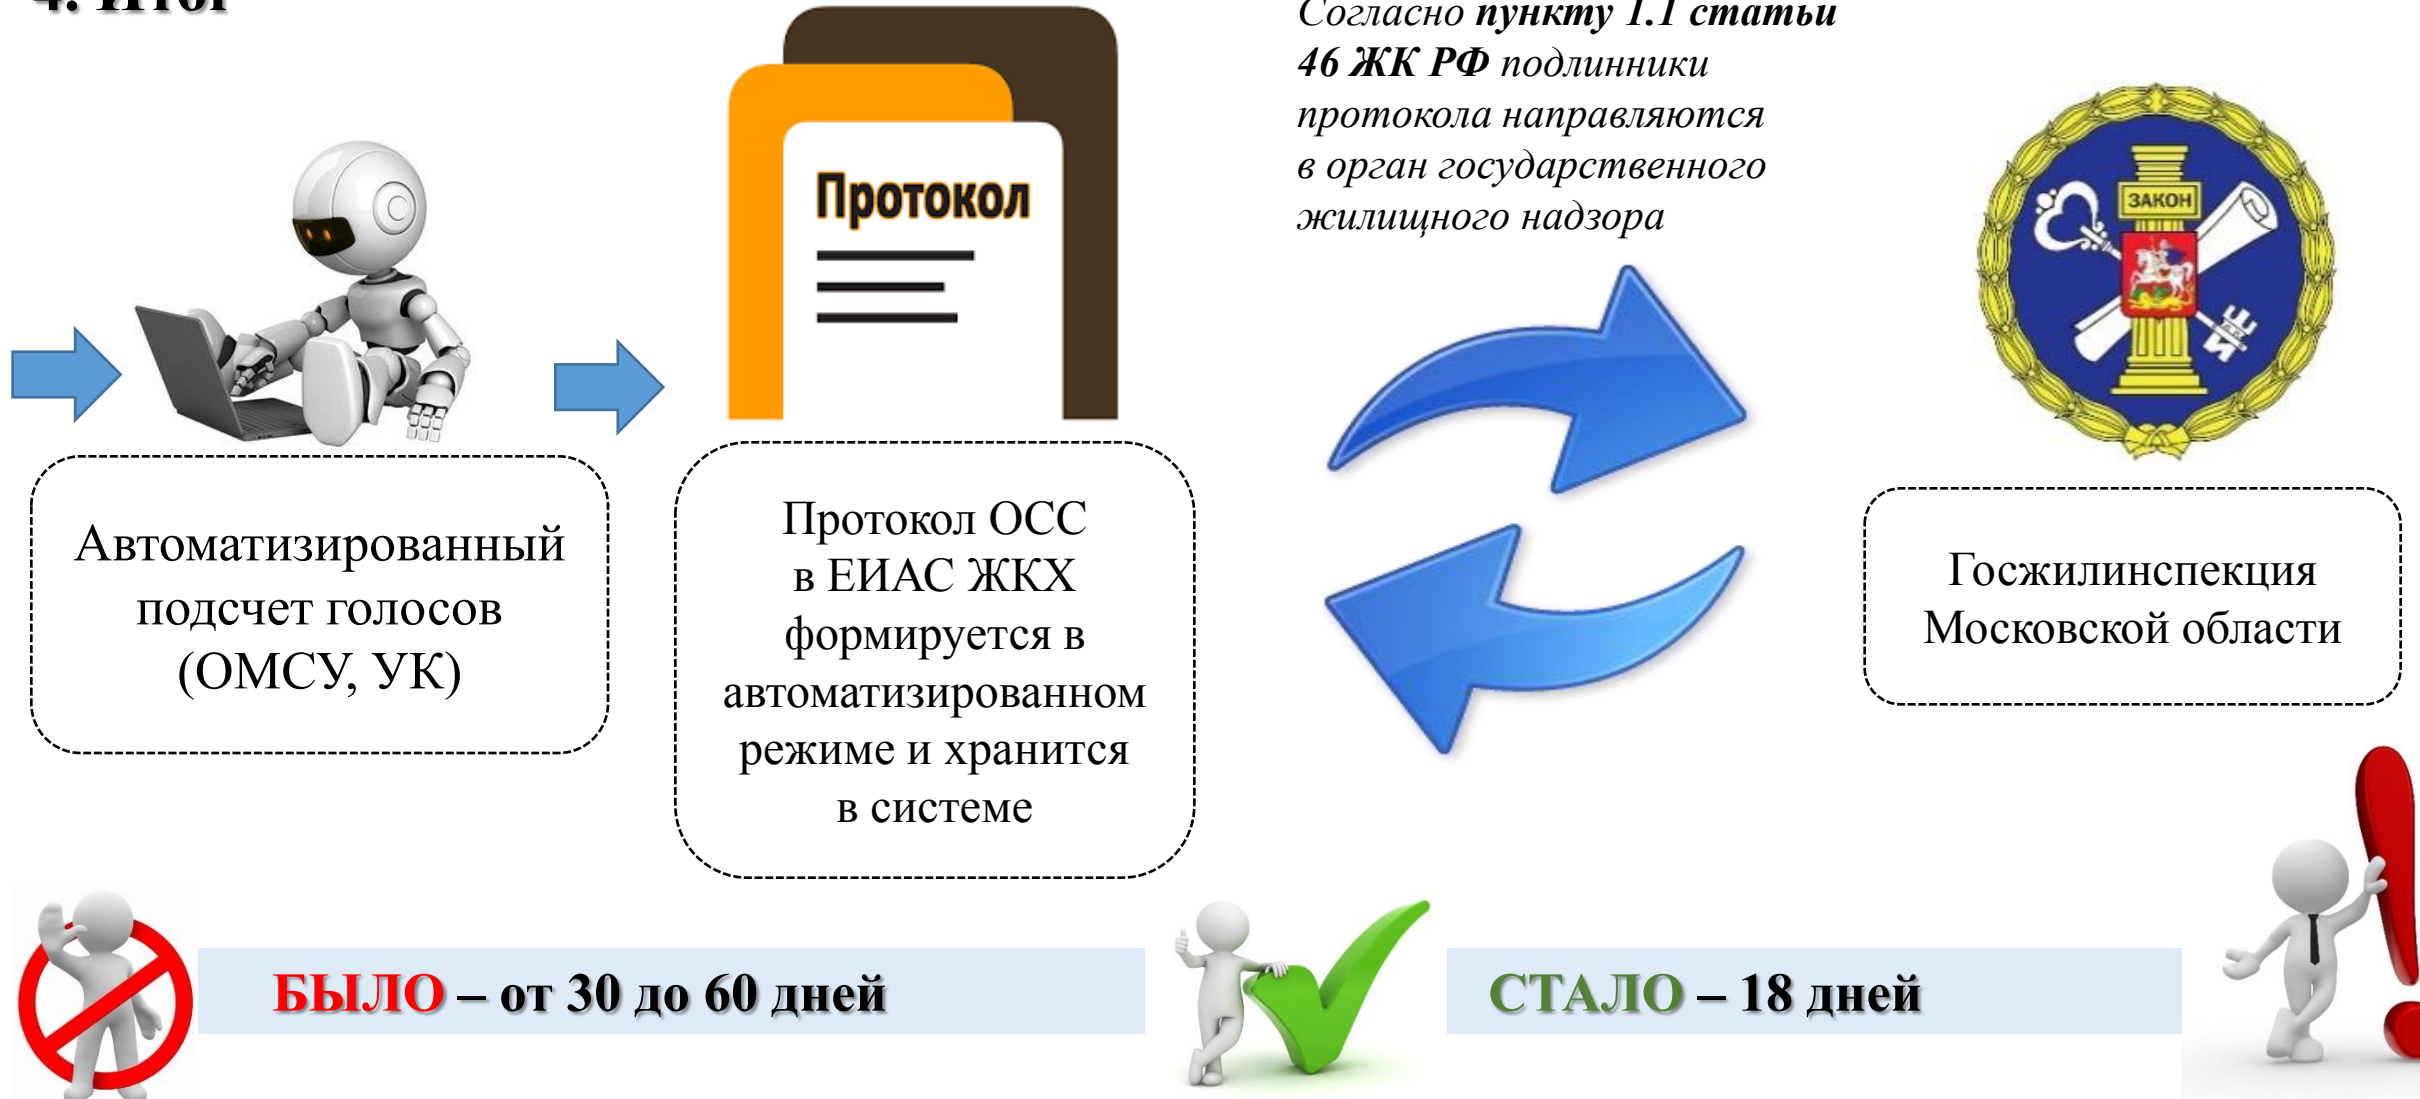 4. Итог
Согласно пункту 1.1 статьи
46 ЖК РФ подлинники
протокола направляются
в орган государственного
жилищного надзора
Протокол
ЗАКОН
Автоматизированный
подсчет голосов
(ОМСУ, УК)
Протокол ОСС
в ЕИАС ЖКХ
формируется в
автоматизированном
режиме и хранится
в системе
Госжилинспекция
Московской области
БЫЛО – от 30 до 60 дней
СТАЛО – 18 дней